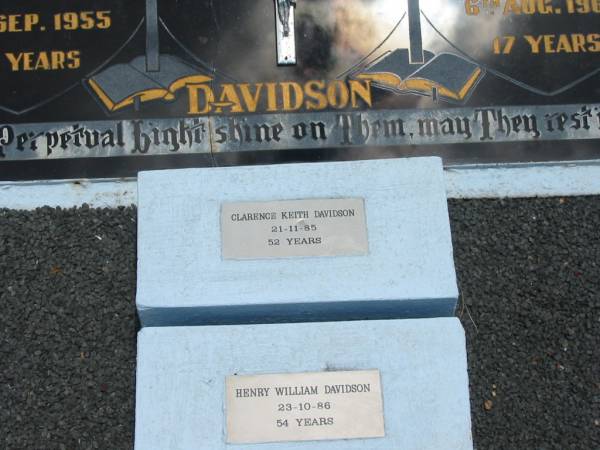 SEP. 1955
6TH AUG. 196
YEARS
17 YEARS
DAVIDSON
Perpetual Light shine on Them, may They rest i
CLARENCE KEITH DAVIDSON
21-11-85
52 YEARS
HENRY WILLIAM DAVIDSON
23-10-86
54 YEARS